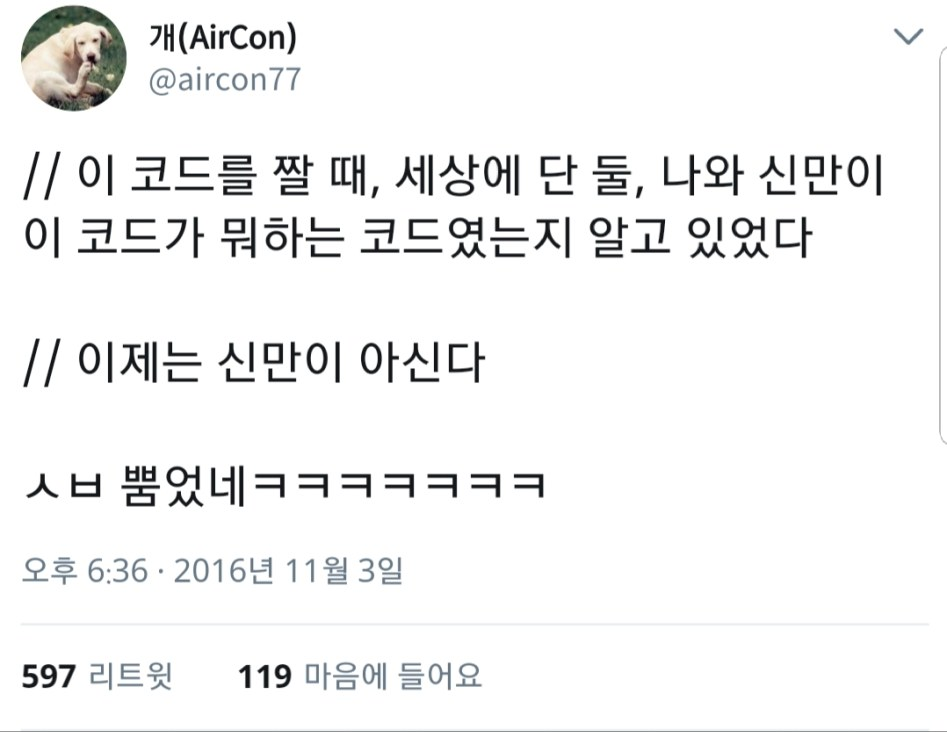 개(AirCon)
@aircon77
// 이 코드를 짤 때, 세상에 단 둘, 나와 신만이
이 코드가 뭐하는 코드였는지 알고 있었다
// 이제는 신만이 아신다
ㅅㅂ 뿜었네ㅋㅋㅋㅋㅋㅋㅋ
오후 6:36 · 2016년 11월 3일
597 리트윗 119 마음에 들어요